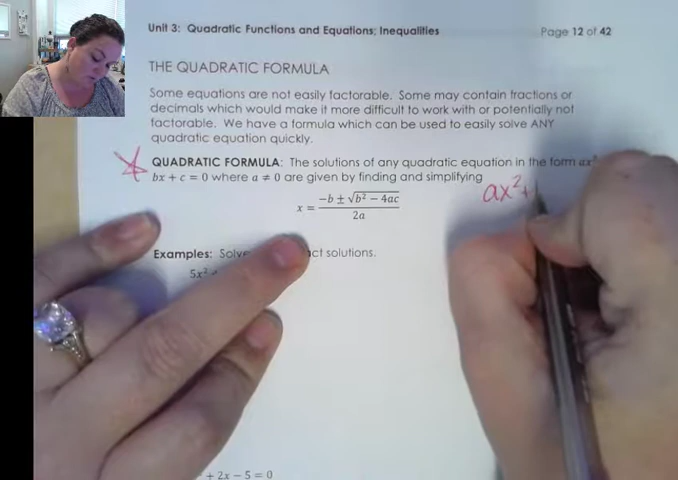 Unit 3: Quadratic Functions and Equations; Inequalities
Page 12 of 42
THE QUADRATIC FORMULA
Some equations are not easily factorable. Some may contain fractions or
decimals which would make it more difficult to work with or potentially not
factorable. We have a formula which can be used to easily solve ANY
quadratic equation quickly.
QUADRATIC FORMULA: The solutions of any quadratic equation in the form ax²
bx + c = 0 where a ≠ 0 are given by finding and simplifying
ax² +
x = (-b ± √(b² − 4ac)) / 2a
Examples: Solve ct solutions.
5x²
+ 2x − 5 = 0